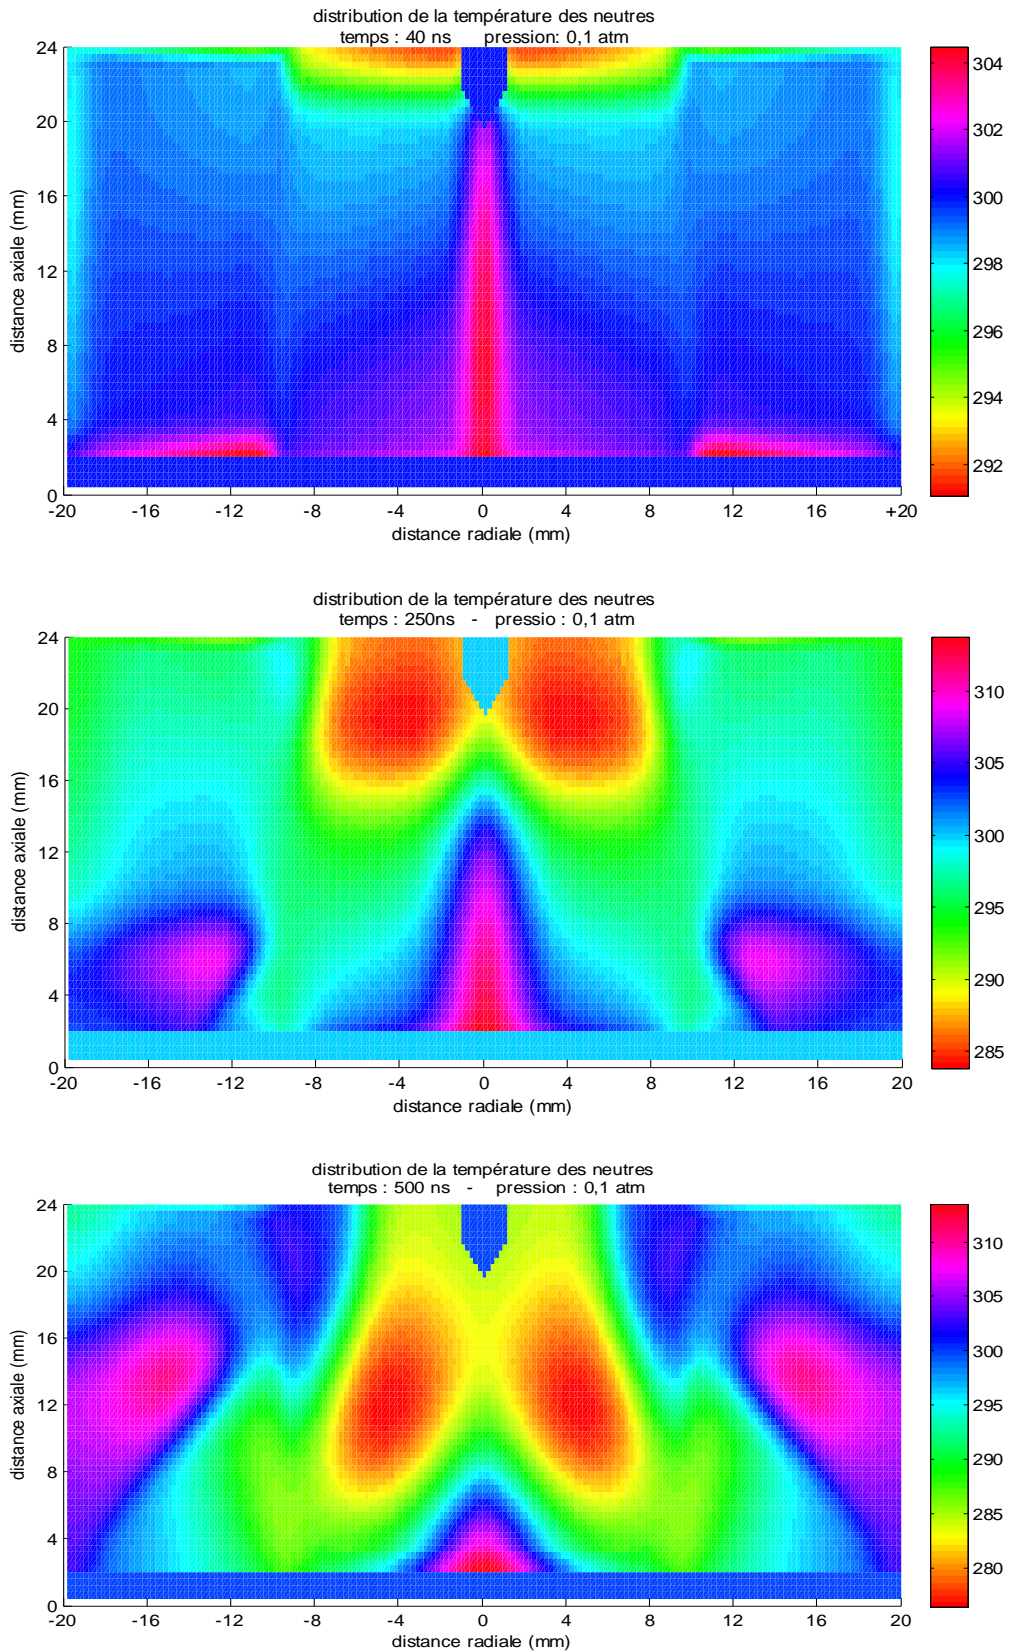 distribution de la température des neutres
temps : 40 ns pression: 0,1 atm
24
20
16
12
8
4
0
distance axiale (mm)
-20 -16 -12 -8 -4 0 4 8 12 16 +20
distance radiale (mm)
304
302
300
298
296
294
292
distribution de la température des neutres
temps : 250ns - pressio : 0,1 atm
24
20
16
12
8
4
0
distance axiale (mm)
-20 -16 -12 -8 -4 0 4 8 12 16 20
distance radiale (mm)
310
305
300
295
290
285
distribution de la température des neutres
temps : 500 ns - pression : 0,1 atm
24
20
16
12
8
4
0
distance axiale (mm)
-20 -16 -12 -8 -4 0 4 8 12 16 20
distance radiale (mm)
310
305
300
295
290
285
280